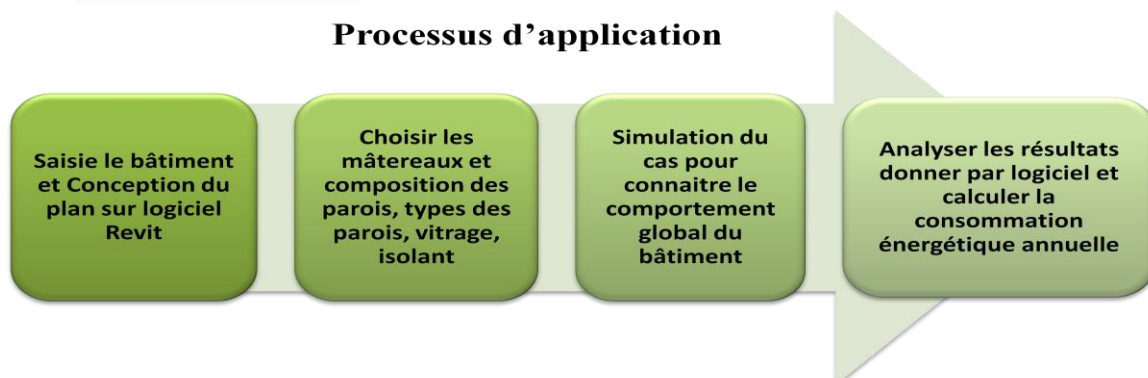 Processus d’application
Saisie le bâtiment
et Conception du
plan sur logiciel
Revit
Choisir les
mâtereaux et
composition des
parois, types des
parois, vitrage,
isolant
Simulation du
cas pour
connaitre le
comportement
global du
bâtiment
Analyser les résultats
donner par logiciel et
calculer la
consommation
énergétique annuelle